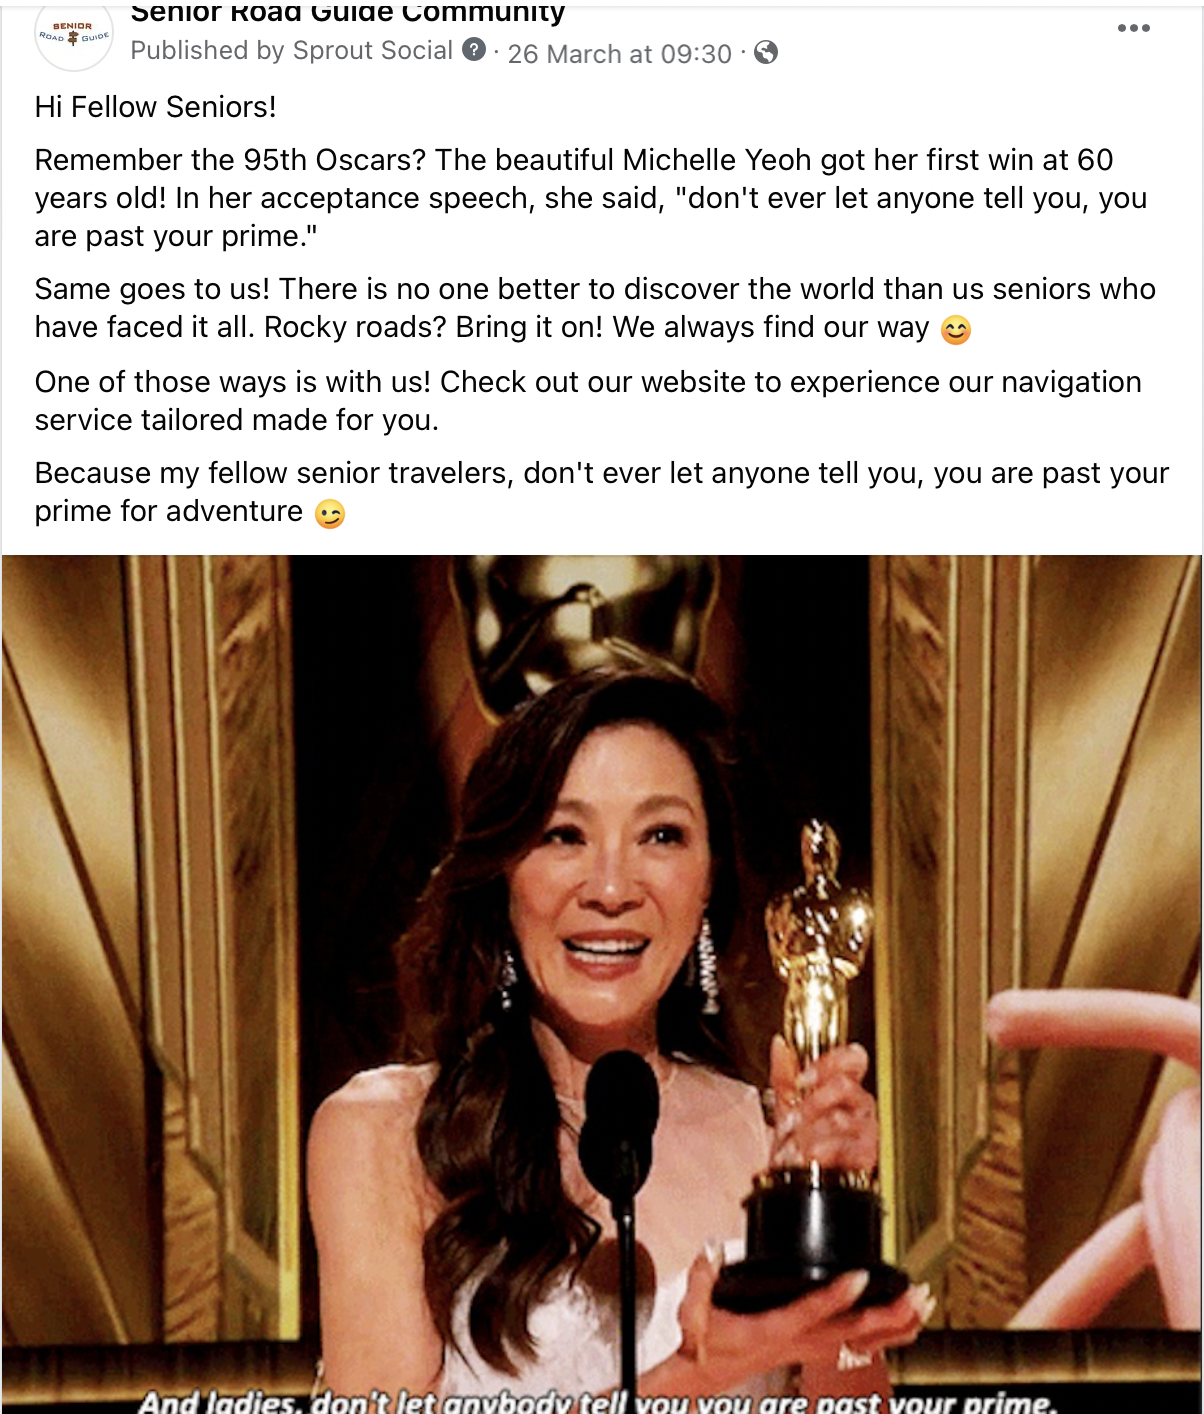 Senior Road Guide Community
SENIOR
ROAD GUIDE
Published by Sprout Social ? · 26 March at 09:30 ·
Hi Fellow Seniors!
Remember the 95th Oscars? The beautiful Michelle Yeoh got her first win at 60
years old! In her acceptance speech, she said, "don't ever let anyone tell you, you
are past your prime."
Same goes to us! There is no one better to discover the world than us seniors who
have faced it all. Rocky roads? Bring it on! We always find our way 😊
One of those ways is with us! Check out our website to experience our navigation
service tailored made for you.
Because my fellow senior travelers, don't ever let anyone tell you, you are past your
prime for adventure 😉
And ladies, don't let anybody tell you you are past your prime.